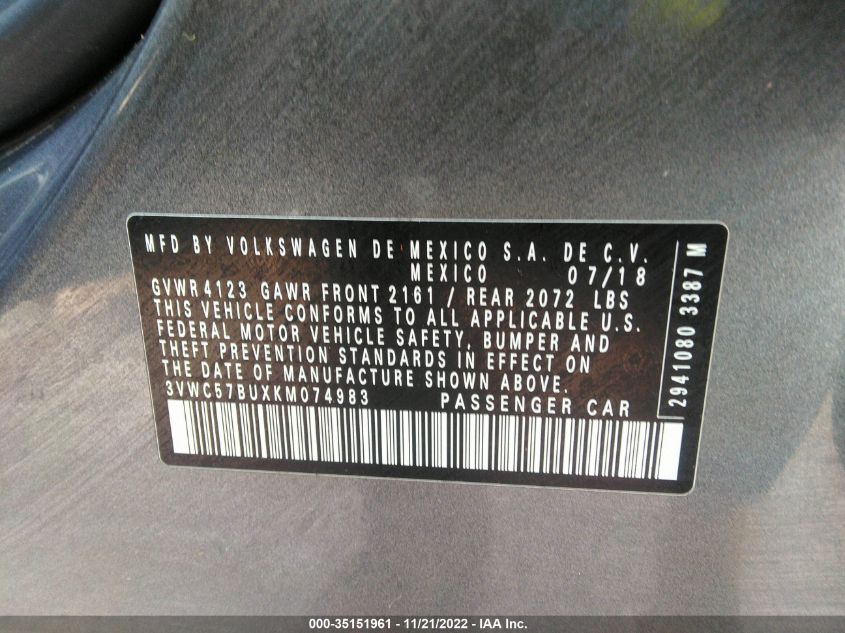 MFD BY VOLKSWAGEN DE MEXICO S.A. DE C.V.
MEXICO 07/18
GVWR 4123 GAWR FRONT 2161 / REAR 2072 LBS
THIS VEHICLE CONFORMS TO ALL APPLICABLE U.S.
FEDERAL MOTOR VEHICLE SAFETY, BUMPER AND
THEFT PREVENTION STANDARDS IN EFFECT ON
THE DATE OF MANUFACTURE SHOWN ABOVE.
3VWC57BUXKM074983 PASSENGER CAR
2941080 3387 M
000-35151961 - 11/21/2022 - IAA Inc.